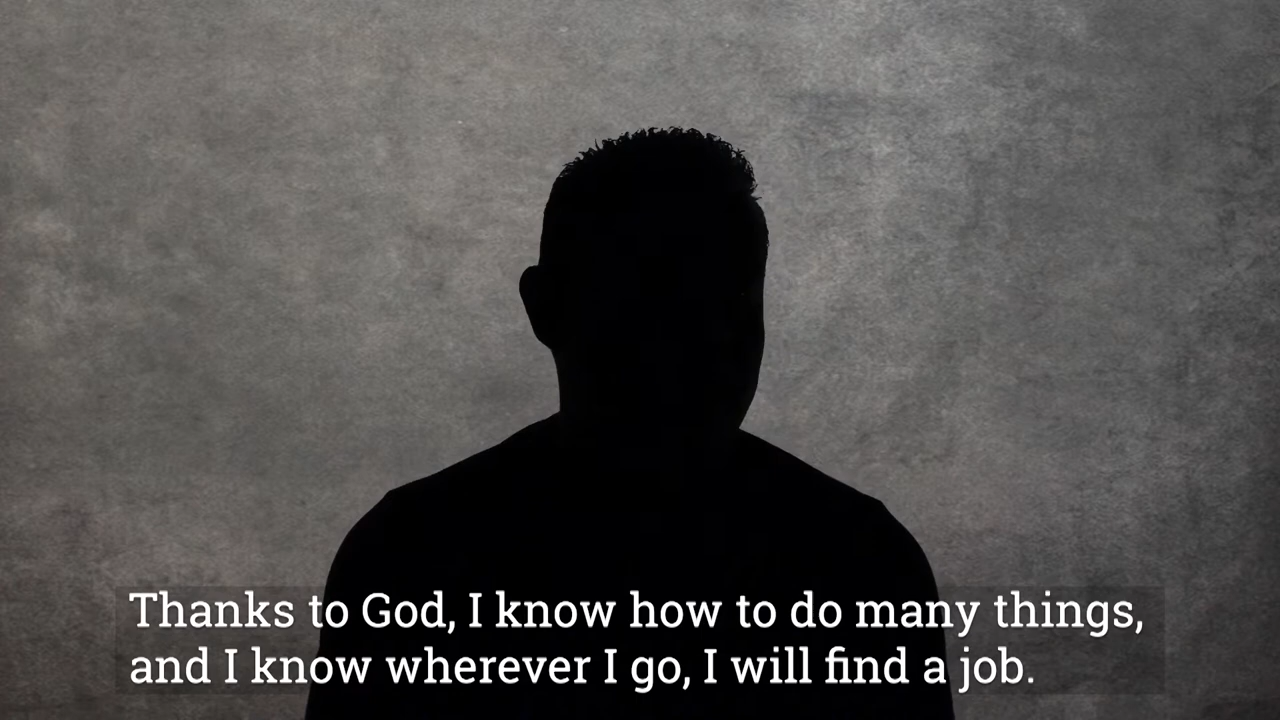 Thanks to God, I know how to do many things,
and I know wherever I go, I will find a job.